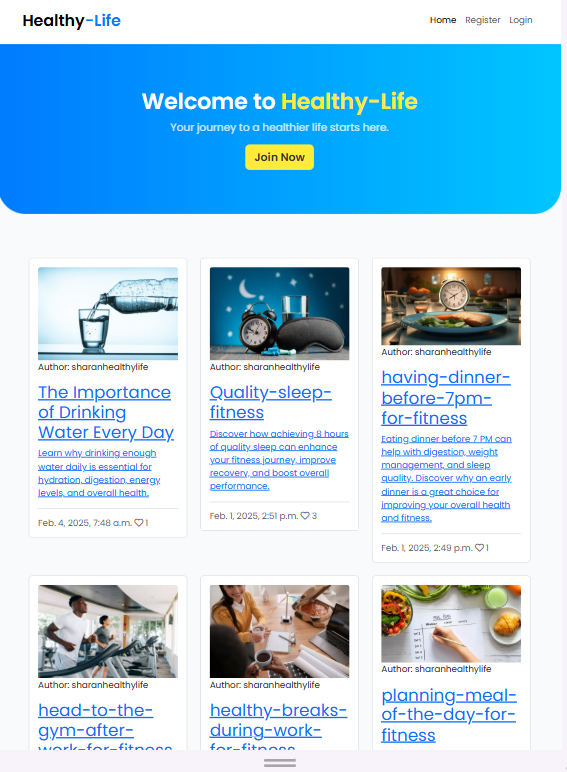 Healthy-Life
Home Register Login
Welcome to Healthy-Life
Your journey to a healthier life starts here.
Join Now
Author: sharanhealthylife
The Importance
of Drinking
Water Every Day
Learn why drinking enough
water daily is essential for
hydration, digestion, energy
levels, and overall health.
Feb. 4, 2025, 7:48 a.m. 1
Author: sharanhealthylife
Quality-sleep-
fitness
Discover how achieving 8 hours
of quality sleep can enhance
your fitness journey, improve
recovery, and boost overall
performance.
Feb. 1, 2025, 2:51 p.m. 3
Author: sharanhealthylife
having-dinner-
before-7pm-
for-fitness
Eating dinner before 7 PM can
help with digestion, weight
management, and sleep
quality. Discover why an early
dinner is a great choice for
improving your overall health
and fitness.
Feb. 1, 2025, 2:49 p.m. 1
Author: sharanhealthylife
head-to-the-
gym-after-
work-for-fitness
Author: sharanhealthylife
healthy-breaks-
during-work-
for-fitness
Author: sharanhealthylife
planning-meal-
of-the-day-for-
fitness